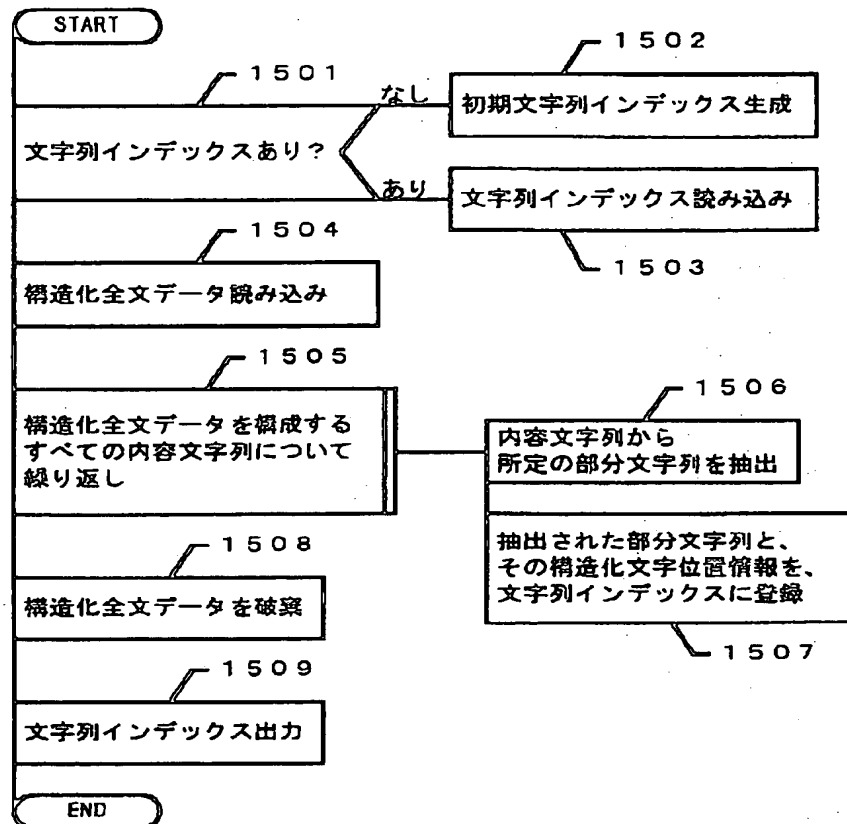 START
1501
1502
なし
初期文字列インデックス生成
文字列インデックスあり?
あり
文字列インデックス読み込み
1503
1504
構造化全文データ読み込み
1505
構造化全文データを構成する
すべての内容文字列について
繰り返し
1506
内容文字列から
所定の部分文字列を抽出
抽出された部分文字列と、
その構造化文字位置情報を、
文字列インデックスに登録
1507
1508
構造化全文データを破棄
1509
文字列インデックス出力
END